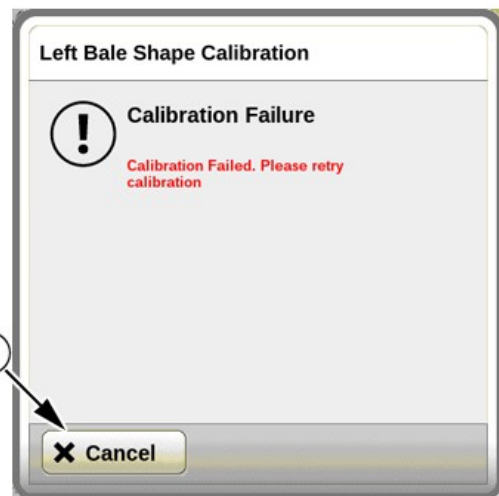 Left Bale Shape Calibration
Calibration Failure
Calibration Failed. Please retry
calibration
Cancel